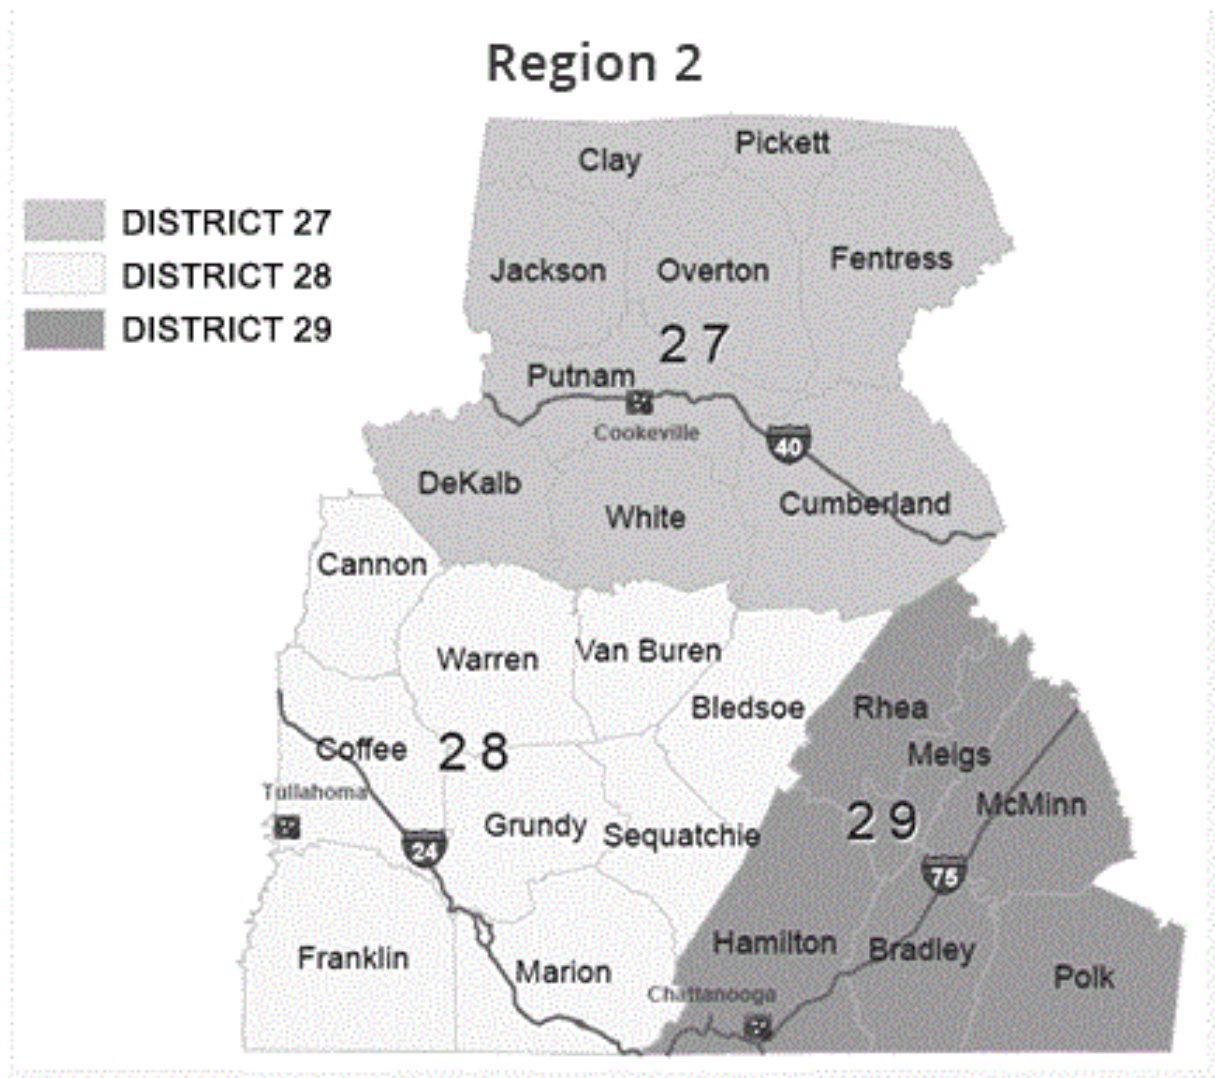 Region 2
DISTRICT 27
DISTRICT 28
DISTRICT 29
Clay
Pickett
Jackson
Overton
Fentress
27
Putnam
Cookeville
40
DeKalb
White
Cumberland
Cannon
Warren
Van Buren
Bledsoe
Rhea
Coffee
28
Meigs
Tullahoma
McMinn
Grundy
Sequatchie
29
24
75
Franklin
Marion
Hamilton
Bradley
Polk
Chattanooga